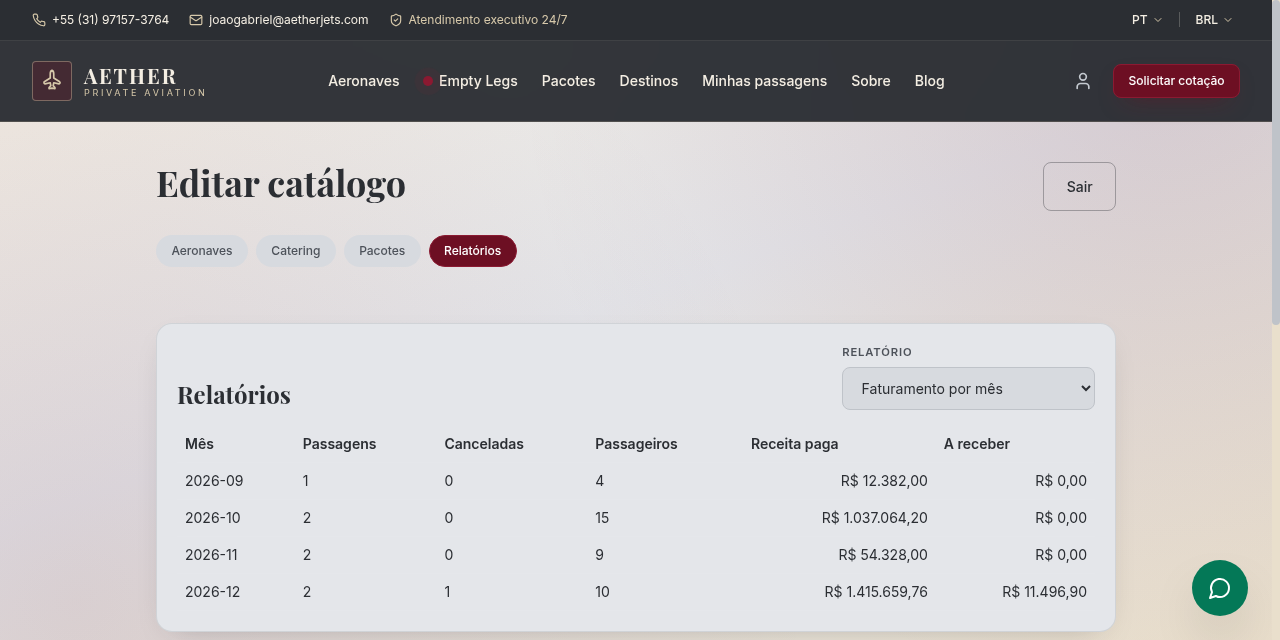 +55 (31) 97157-3764 joaogabriel@aetherjets.com Atendimento executivo 24/7 PT BRL
AETHER
PRIVATE AVIATION
Aeronaves Empty Legs Pacotes Destinos Minhas passagens Sobre Blog Solicitar cotação
Editar catálogo Sair
Aeronaves Catering Pacotes Relatórios
RELATÓRIO
Relatórios Faturamento por mês
Mês Passagens Canceladas Passageiros Receita paga A receber
2026-09 1 0 4 R$ 12.382,00 R$ 0,00
2026-10 2 0 15 R$ 1.037.064,20 R$ 0,00
2026-11 2 0 9 R$ 54.328,00 R$ 0,00
2026-12 2 1 10 R$ 1.415.659,76 R$ 11.496,90